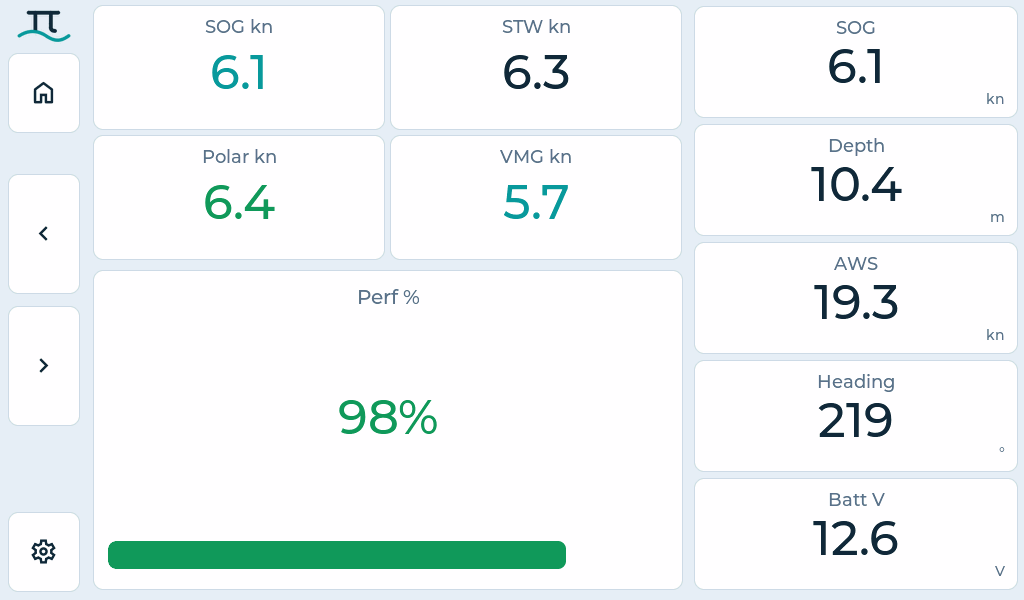 SOG kn
6.1
STW kn
6.3
Polar kn
6.4
VMG kn
5.7
Perf %
98%
SOG
6.1
kn
Depth
10.4
m
AWS
19.3
kn
Heading
219
°
Batt V
12.6
V